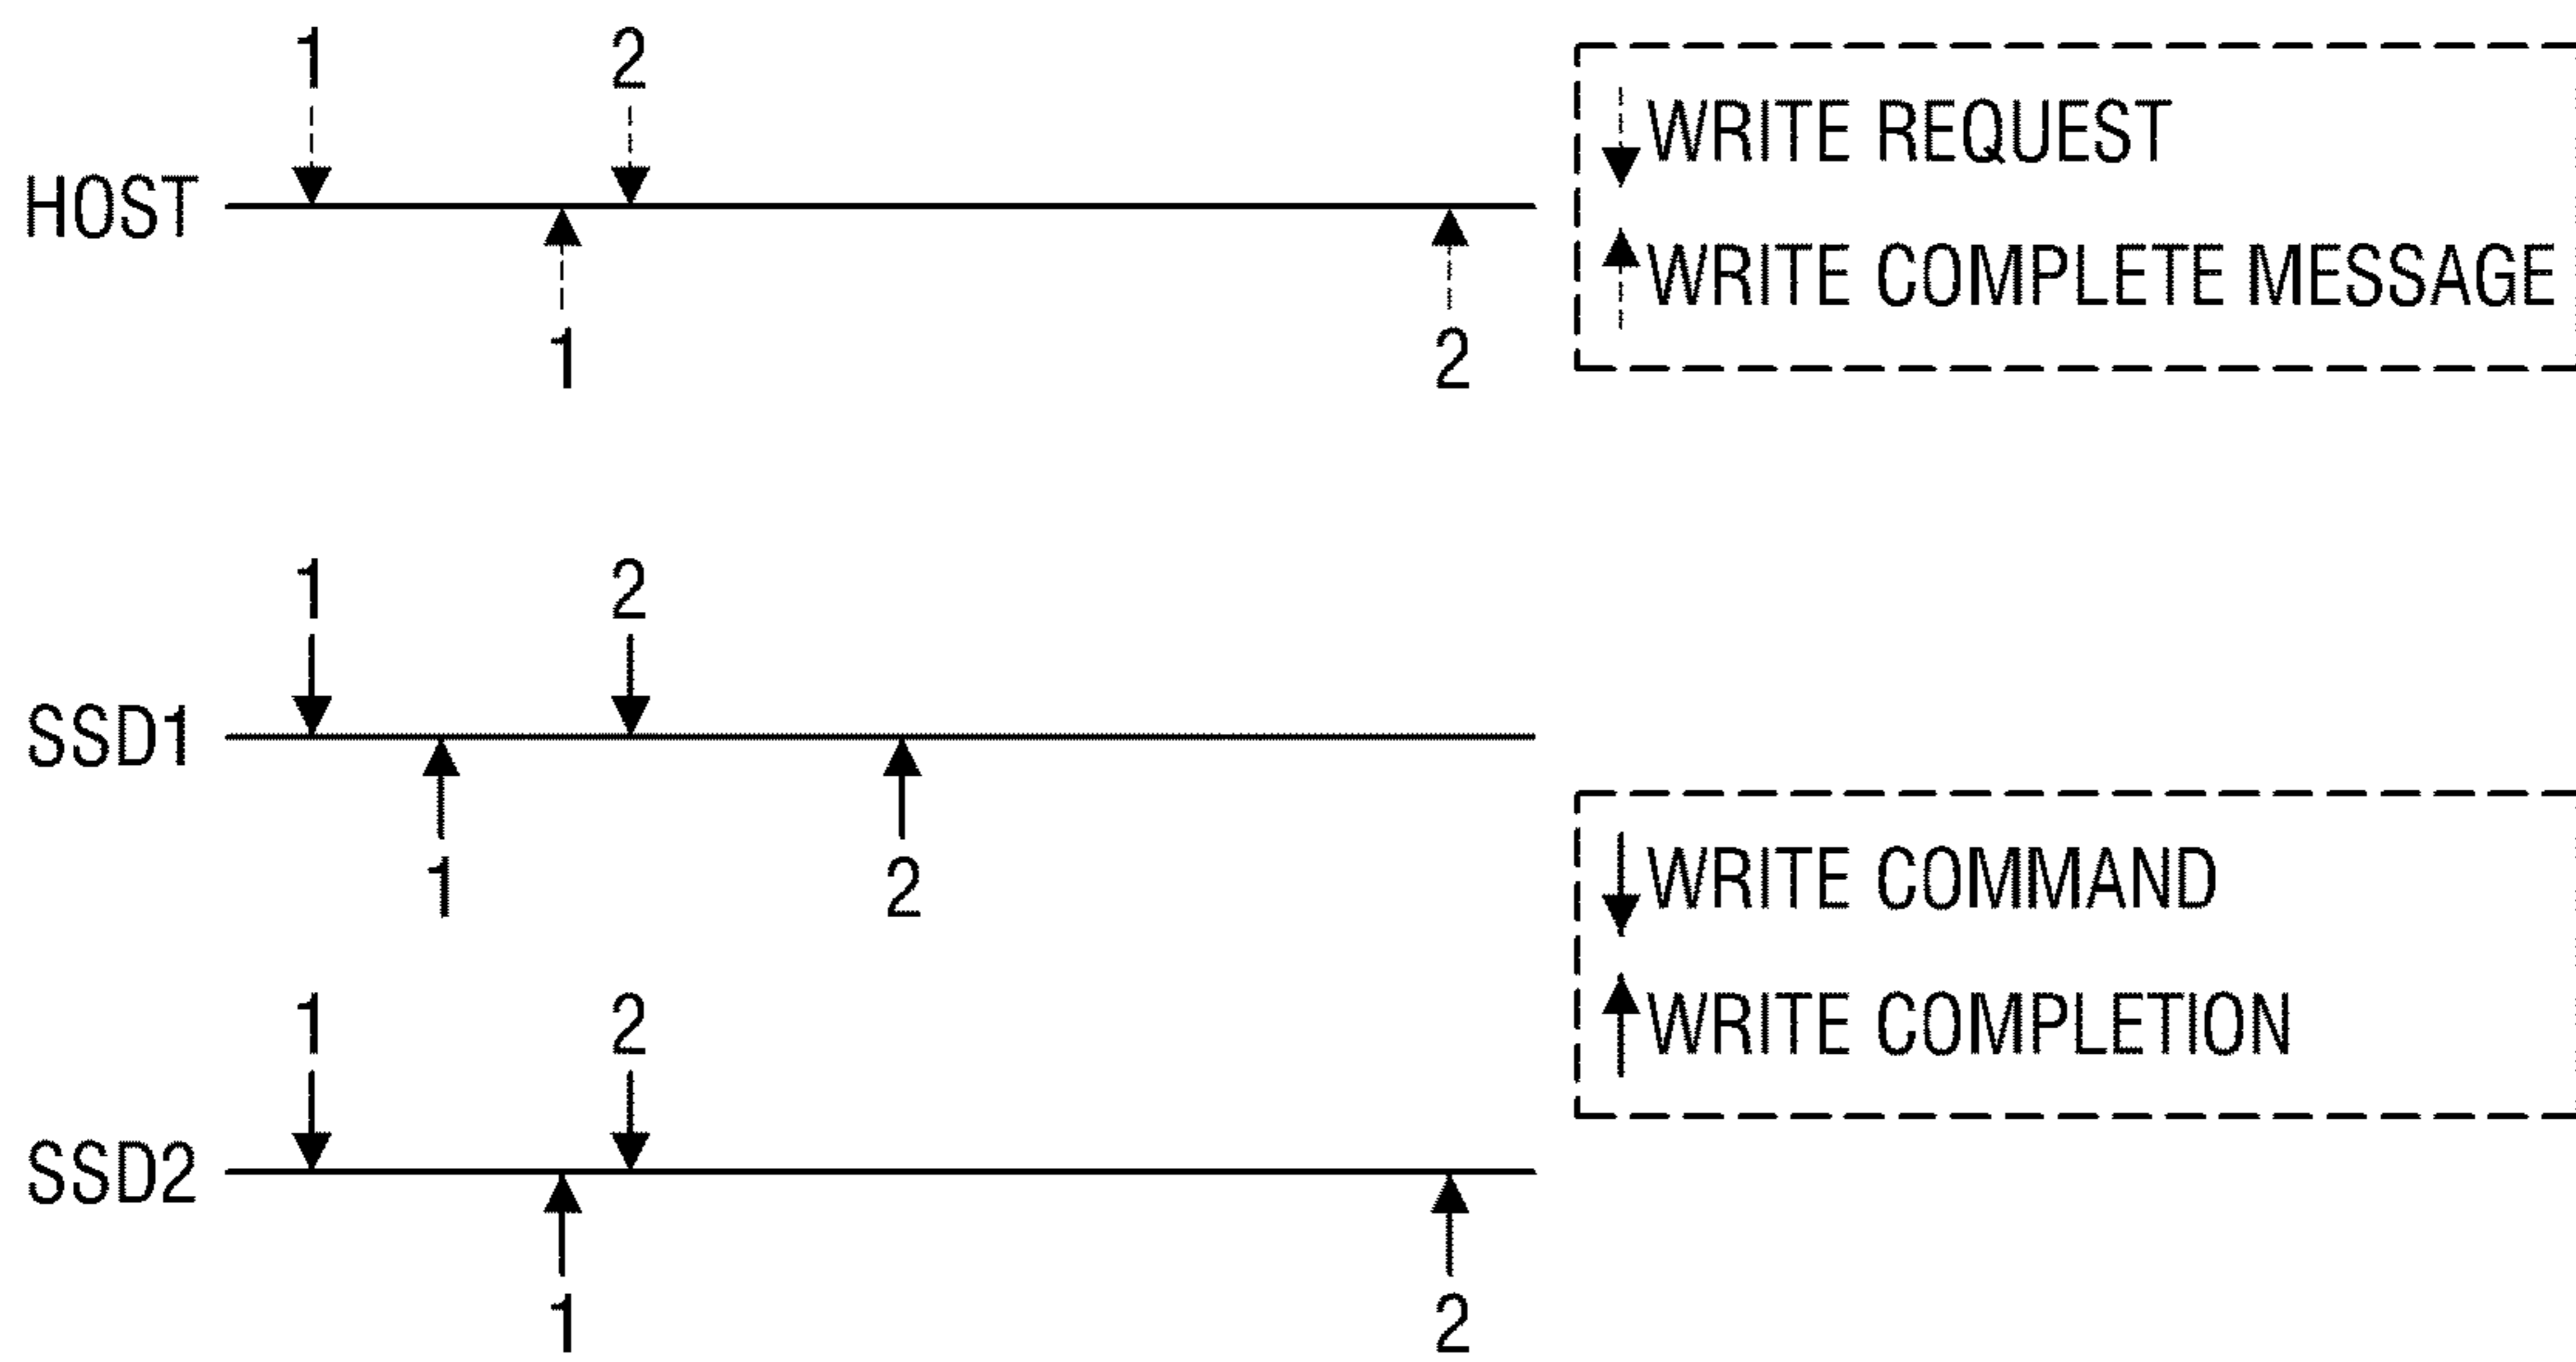 1 2
HOST
1 2
WRITE REQUEST
WRITE COMPLETE MESSAGE
1 2
SSD1
1 2
WRITE COMMAND
WRITE COMPLETION
1 2
SSD2
1 2